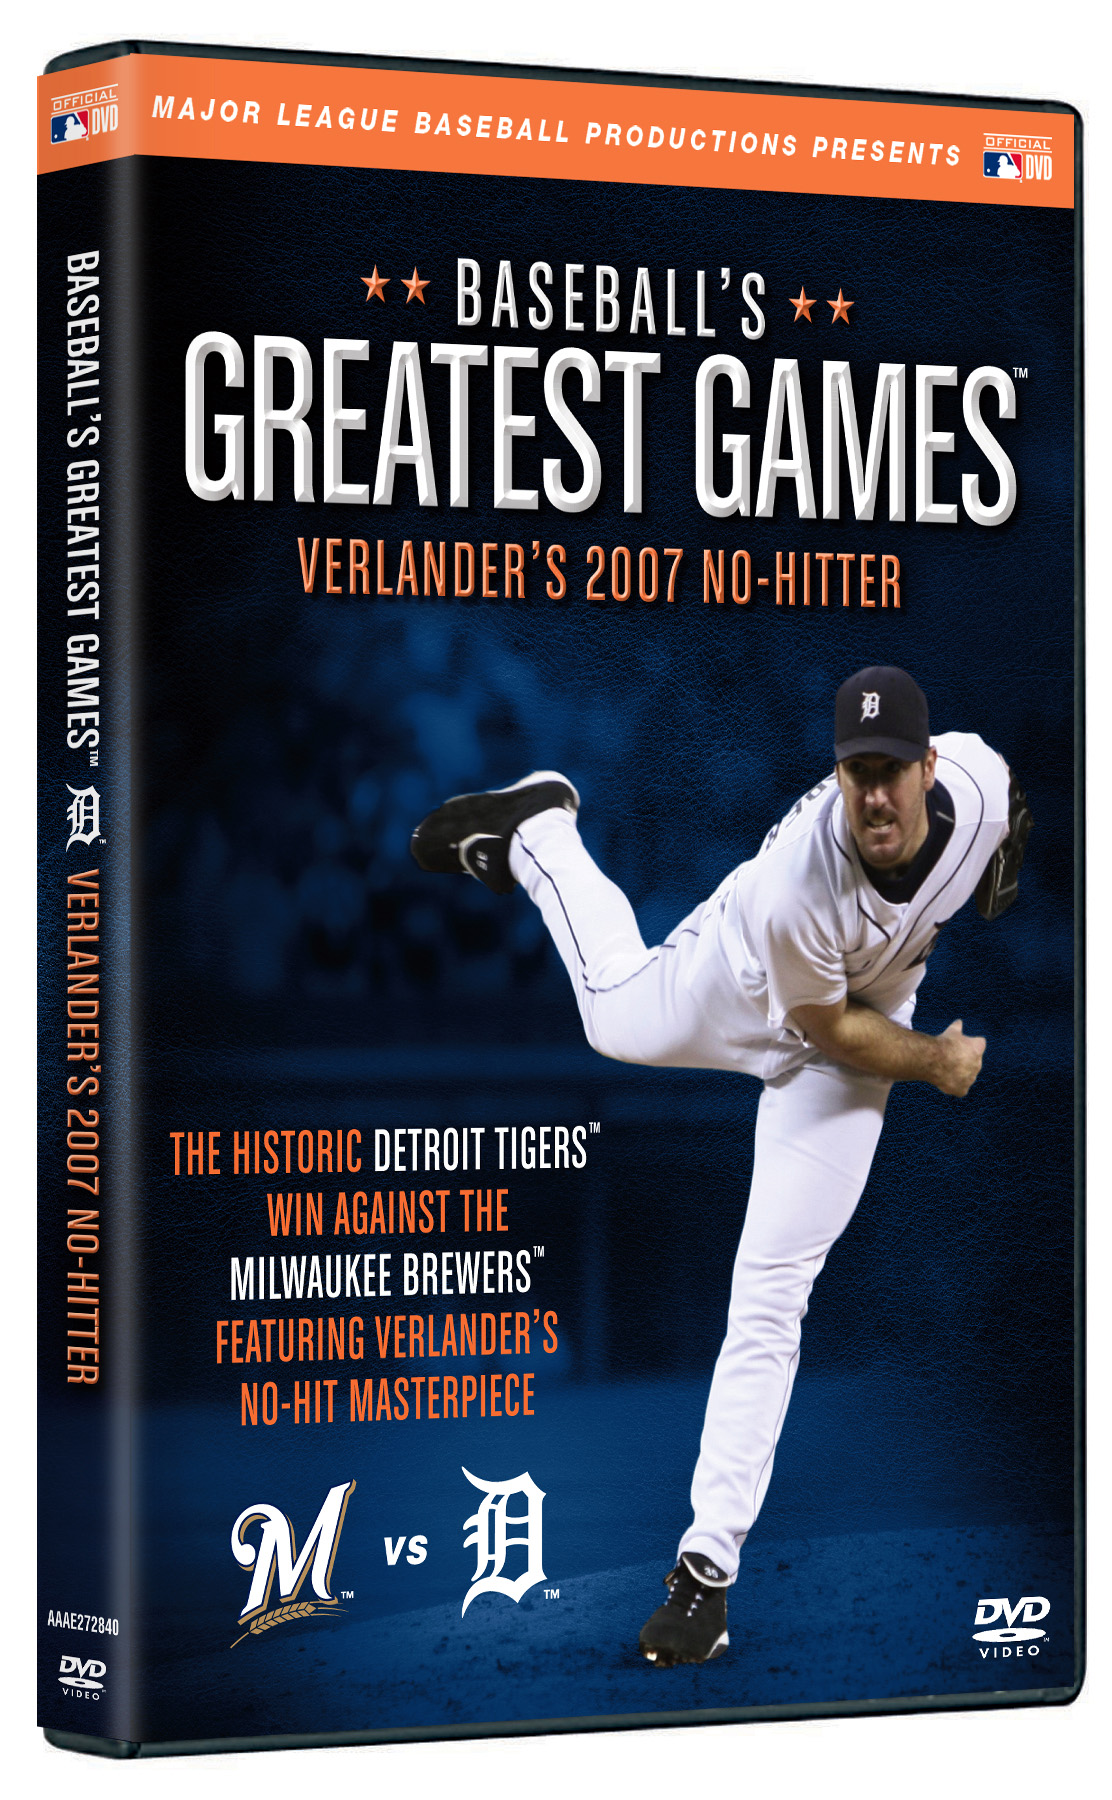 OFFICIAL
DVD
MAJOR LEAGUE BASEBALL PRODUCTIONS PRESENTS
OFFICIAL
DVD
BASEBALL'S
GREATEST GAMES™
VERLANDER'S 2007 NO-HITTER
D
THE HISTORIC DETROIT TIGERS™
WIN AGAINST THE
MILWAUKEE BREWERS™
FEATURING VERLANDER'S
NO-HIT MASTERPIECE
M™ vs D™
DVD
VIDEO
BASEBALL'S GREATEST GAMES™ D™ VERLANDER'S 2007 NO-HITTER
AAAE272840
DVD
VIDEO